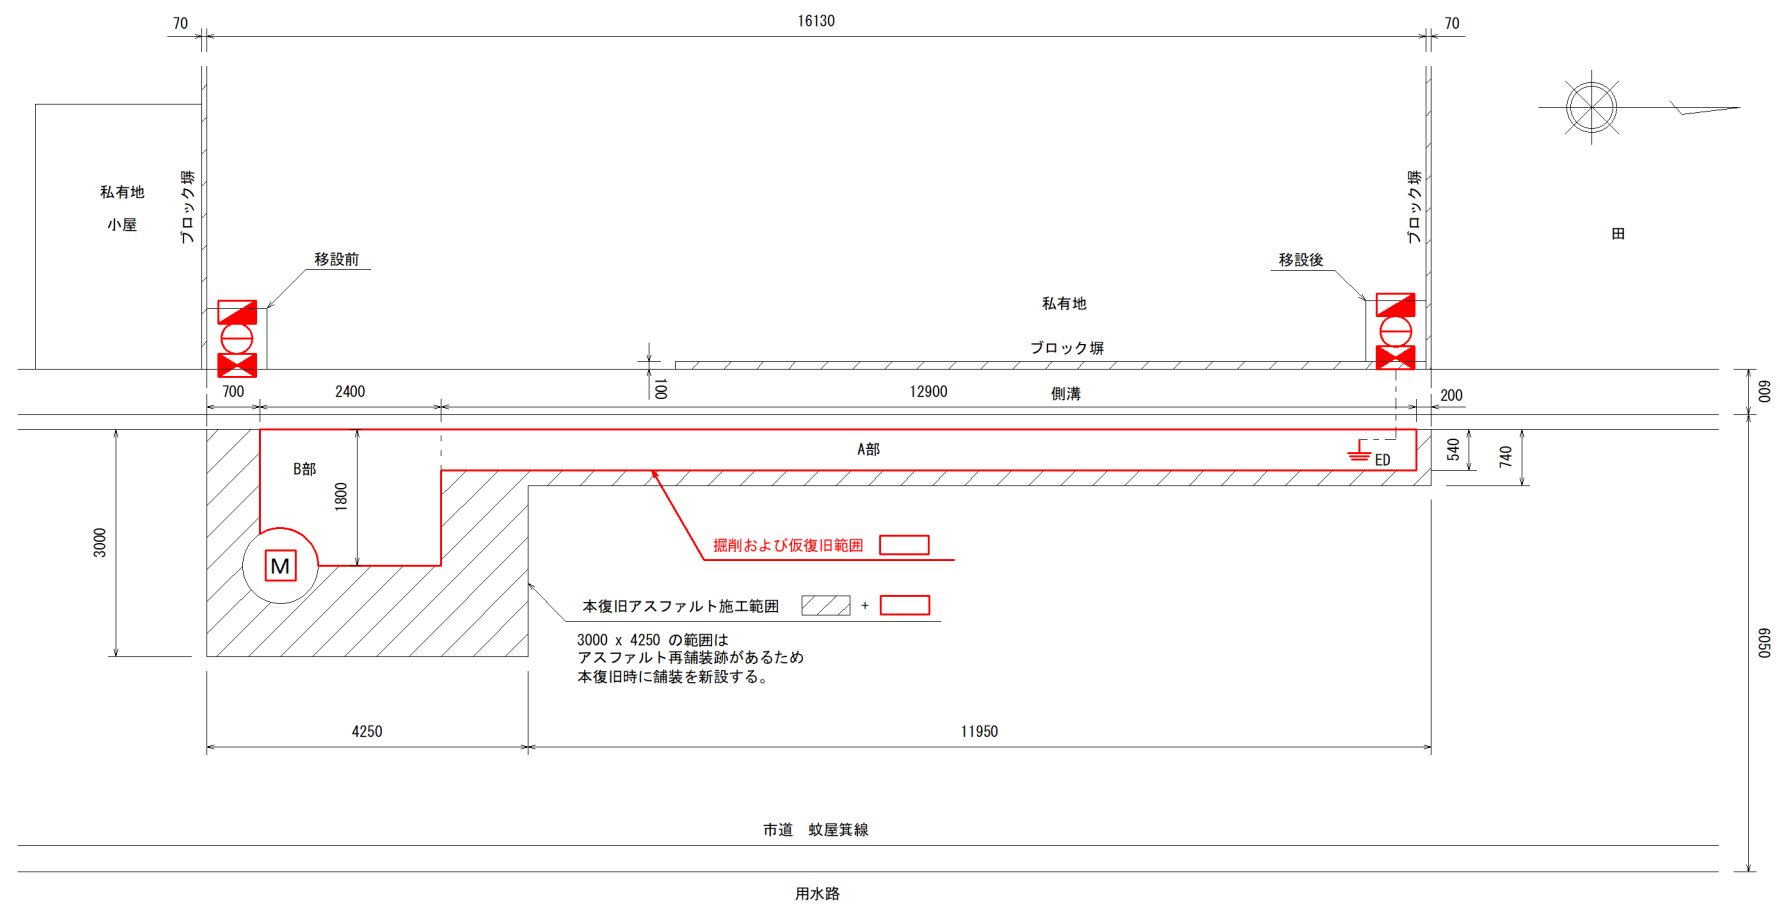 70
16130
70
私有地
小屋
ブロック塀
ブロック塀
田
移設前
移設後
私有地
ブロック塀
700
2400
100
12900
側溝
200
600
B部
A部
ED
540
740
1800
3000
M
掘削および仮復旧範囲
本復旧アスファルト施工範囲 +
3000 x 4250 の範囲は
アスファルト再舗装跡があるため
本復旧時に舗装を新設する。
6050
4250
11950
市道 蚊屋箕線
用水路